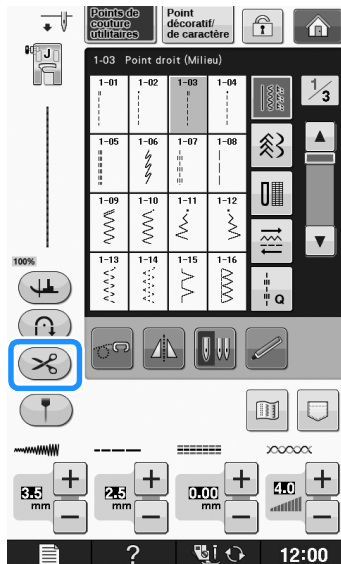 Points de
couture
utilitaires
Point
décoratif/
de caractère
J
1-03 Point droit (Milieu)
1-01 1-02 1-03 1-04
1/3
1-05 1-06 1-07 1-08
1-09 1-10 1-11 1-12
100%
1-13 1-14 1-15 1-16
Q
3.5 mm
2.5 mm
0.00 mm
4.0
?
12:00